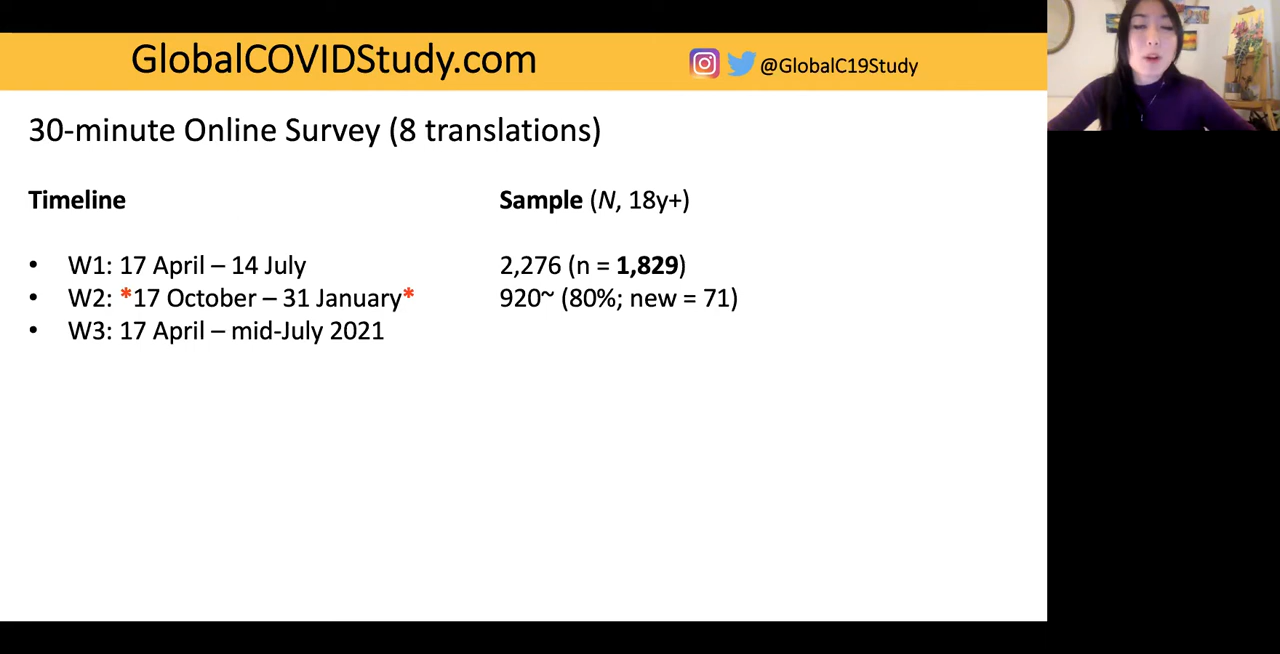 GlobalCOVIDStudy.com
@GlobalC19Study
30-minute Online Survey (8 translations)
Timeline
Sample (N, 18y+)
• W1: 17 April – 14 July
2,276 (n = 1,829)
• W2: *17 October – 31 January*
920~ (80%; new = 71)
• W3: 17 April – mid-July 2021